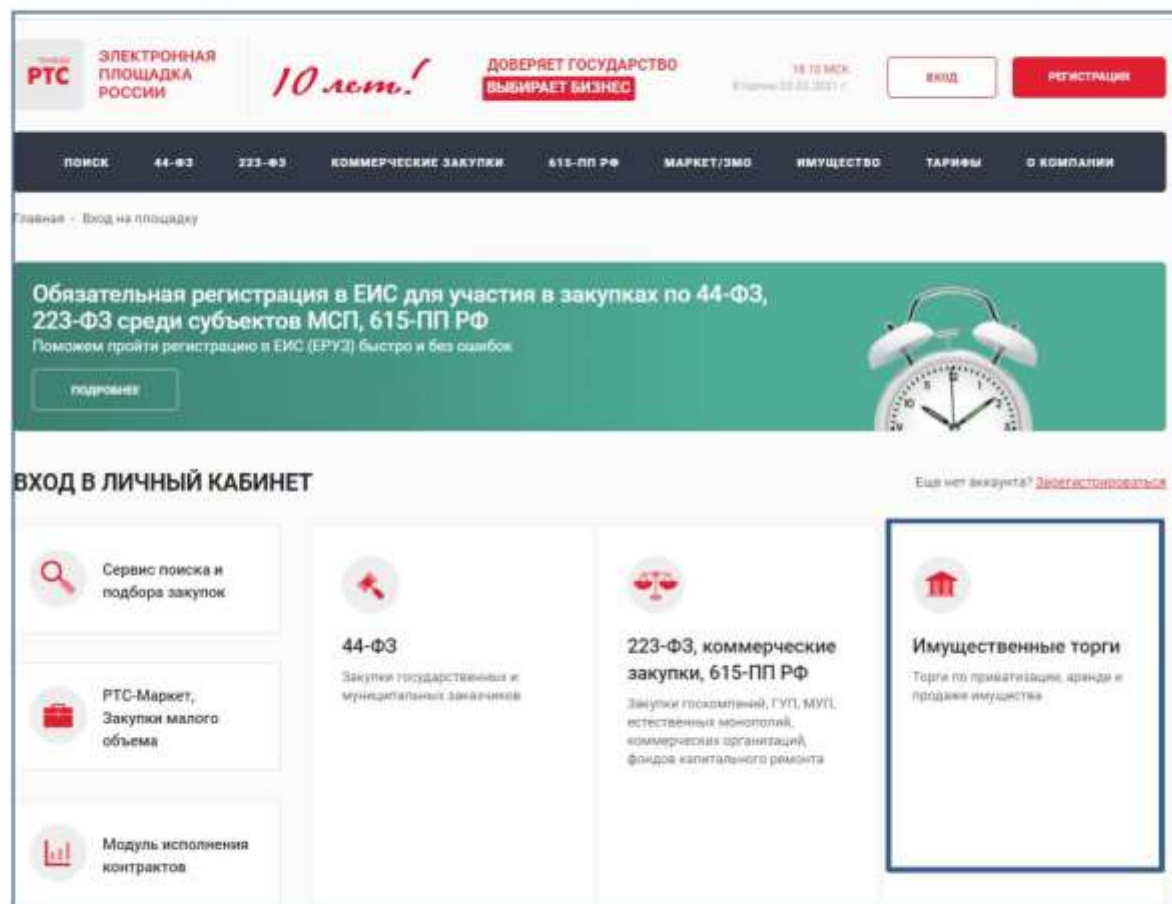 РТС
ЭЛЕКТРОННАЯ
ПЛОЩАДКА
РОССИИ
10 лет!
ДОВЕРЯЕТ ГОСУДАРСТВО
ВЫБИРАЕТ БИЗНЕС
ВХОД
РЕГИСТРАЦИЯ
ПОИСК 44-ФЗ 223-ФЗ КОММЕРЧЕСКИЕ ЗАКУПКИ 615-ПП РФ МАРКЕТ/ЗМО ИМУЩЕСТВО ТАРИФЫ О КОМПАНИИ
Главная - Вход на площадку
Обязательная регистрация в ЕИС для участия в закупках по 44-ФЗ,
223-ФЗ среди субъектов МСП, 615-ПП РФ
Поможем пройти регистрацию в ЕИС (ЕРУЗ) быстро и без ошибок
ПОДРОБНЕЕ
ВХОД В ЛИЧНЫЙ КАБИНЕТ
Еще нет аккаунта? Зарегистрироваться
Сервис поиска и
подбора закупок
РТС-Маркет,
Закупки малого
объема
Модуль исполнения
контрактов
44-ФЗ
Закупки государственных и
муниципальных заказчиков
223-ФЗ, коммерческие
закупки, 615-ПП РФ
Закупки госкомпаний, ГУП, МУП,
естественных монополий,
коммерческих организаций,
фондов капитального ремонта
Имущественные торги
Торги по приватизации, аренде и
продаже имущества